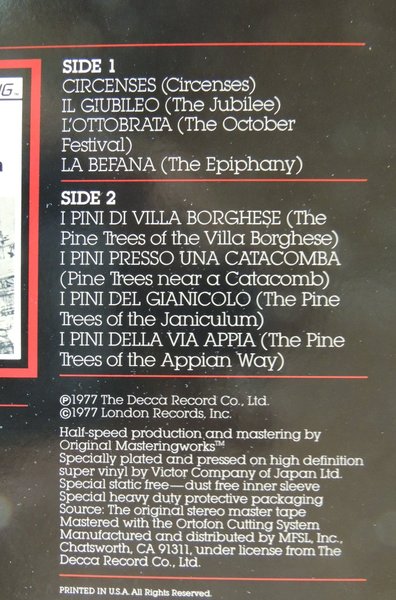 SIDE 1
CIRCENSES (Circenses)
IL GIUBILEO (The Jubilee)
L'OTTOBRATA (The October
Festival)
LA BEFANA (The Epiphany)
SIDE 2
I PINI DI VILLA BORGHESE (The
Pine Trees of the Villa Borghese)
I PINI PRESSO UNA CATACOMBA
(Pine Trees near a Catacomb)
I PINI DEL GIANICOLO (The Pine
Trees of the Janiculum)
I PINI DELLA VIA APPIA (The Pine
Trees of the Appian Way)
℗1977 The Decca Record Co., Ltd.
©1977 London Records, Inc.
Half-speed production and mastering by
Original Masteringworks™
Specially plated and pressed on high definition
super vinyl by Victor Company of Japan Ltd.
Special static free—dust free inner sleeve
Special heavy duty protective packaging
Source: The original stereo master tape
Mastered with the Ortofon Cutting System
Manufactured and distributed by MFSL, Inc.,
Chatsworth, CA 91311, under license from The
Decca Record Co., Ltd.
PRINTED IN U.S.A. All Rights Reserved.